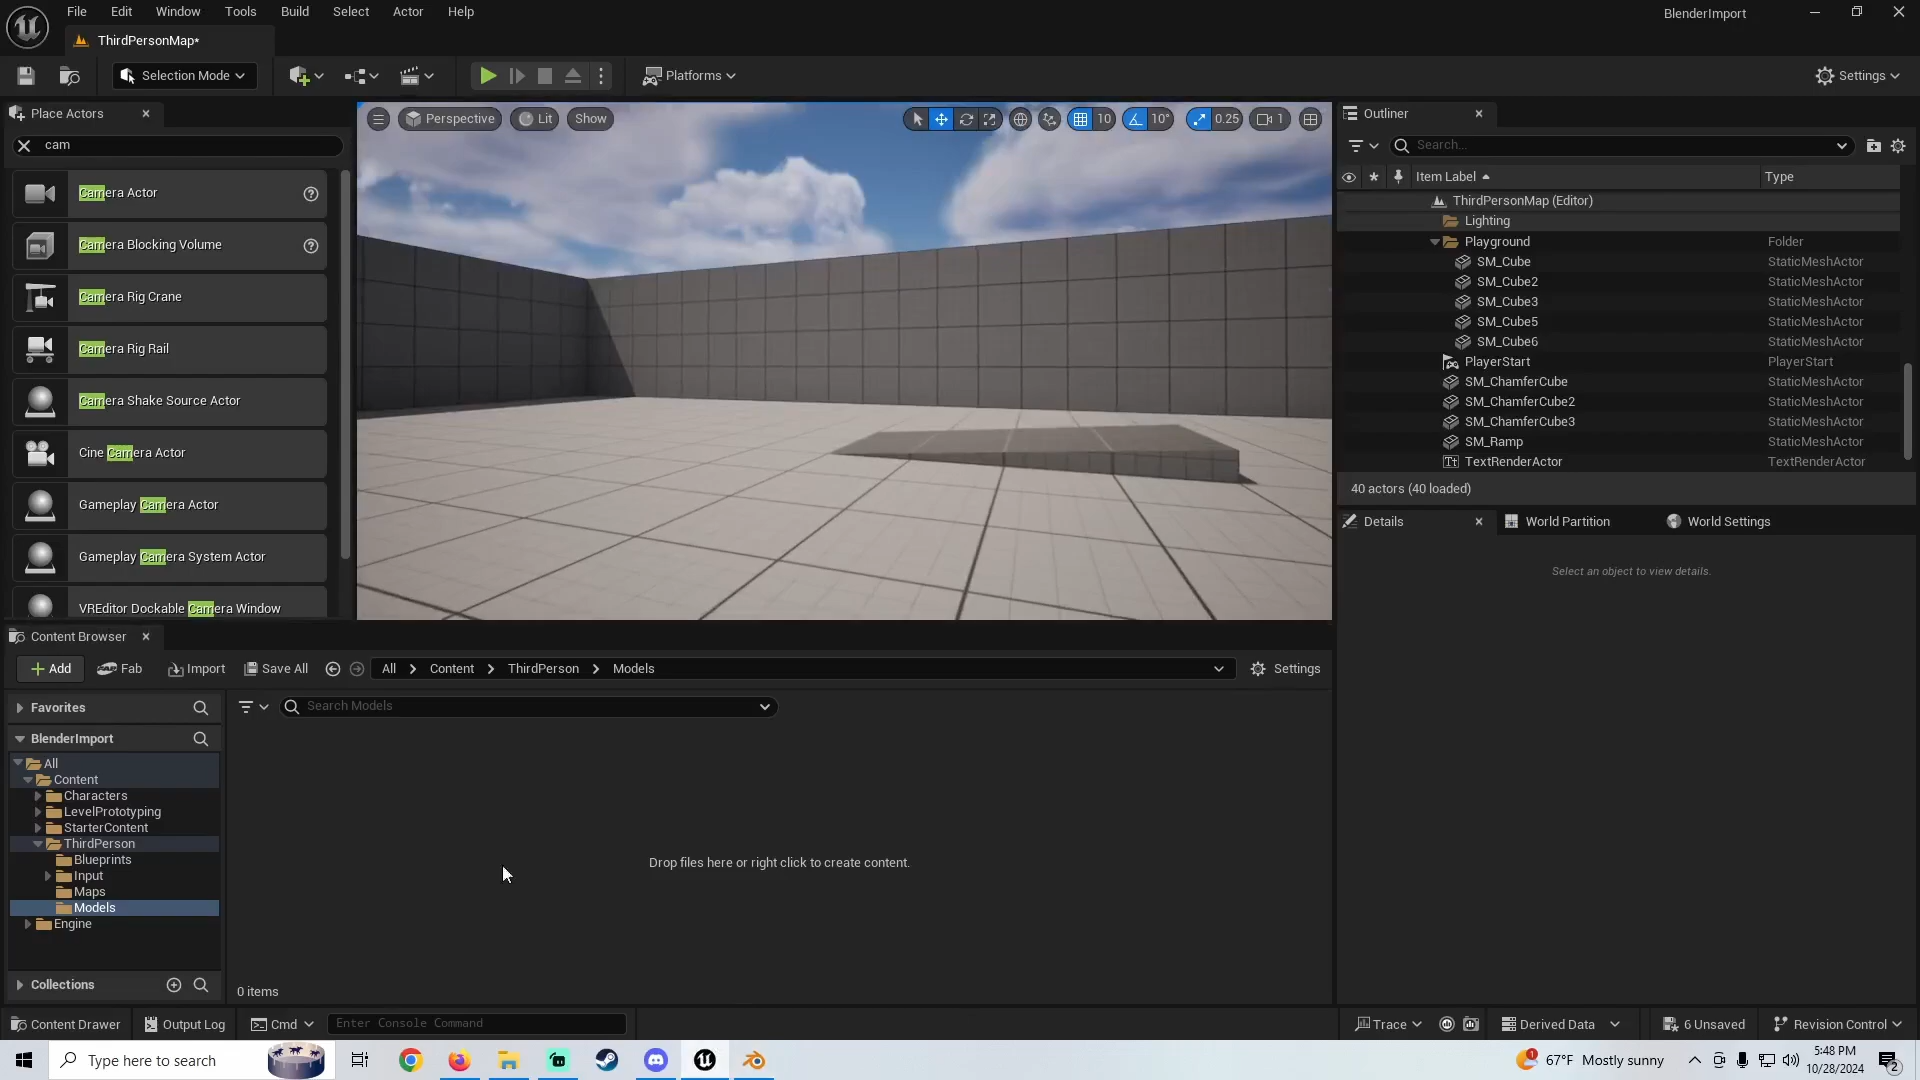 File Edit Window Tools Build Select Actor Help
BlenderImport
ThirdPersonMap*
Selection Mode
Platforms
Settings
Place Actors
cam
Camera Actor
Camera Blocking Volume
Camera Rig Crane
Camera Rig Rail
Camera Shake Source Actor
Cine Camera Actor
Gameplay Camera Actor
Gameplay Camera System Actor
VREditor Dockable Camera Window
Perspective Lit Show
10 10° 0.25 1
Outliner
Search...
Item Label Type
ThirdPersonMap (Editor)
Lighting
Playground Folder
SM_Cube StaticMeshActor
SM_Cube2 StaticMeshActor
SM_Cube3 StaticMeshActor
SM_Cube5 StaticMeshActor
SM_Cube6 StaticMeshActor
PlayerStart PlayerStart
SM_ChamferCube StaticMeshActor
SM_ChamferCube2 StaticMeshActor
SM_ChamferCube3 StaticMeshActor
SM_Ramp StaticMeshActor
TextRenderActor TextRenderActor
40 actors (40 loaded)
Details World Partition World Settings
Select an object to view details.
Content Browser
Add Fab Import Save All All Content ThirdPerson Models Settings
Favorites
Search Models
BlenderImport
All
Content
Characters
LevelPrototyping
StarterContent
ThirdPerson
Blueprints
Input
Maps
Models
Engine
Drop files here or right click to create content.
Collections
0 items
Content Drawer Output Log Cmd Enter Console Command Trace Derived Data 6 Unsaved Revision Control
Type here to search
1
67°F Mostly sunny
5:48 PM
10/28/2024
2